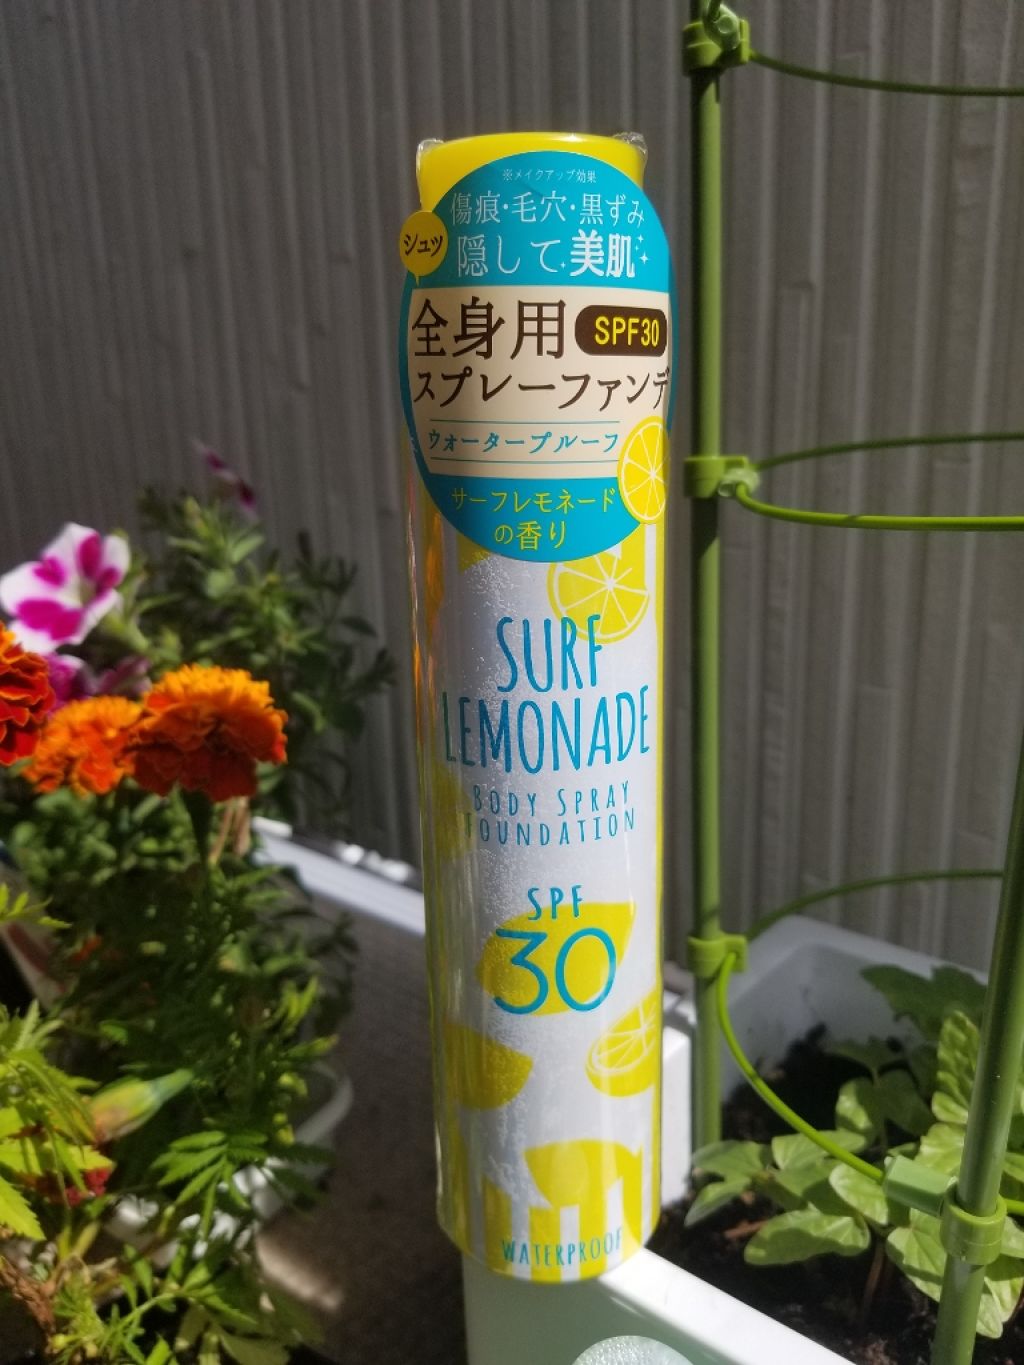 ※メイクアップ効果
傷痕・毛穴・黒ずみ
シュッ
隠して美肌
全身用 SPF30
スプレーファンデ
ウォータープルーフ
サーフレモネード
の香り
SURF
LEMONADE
BODY SPRAY
FOUNDATION
SPF
30
WATERPROOF